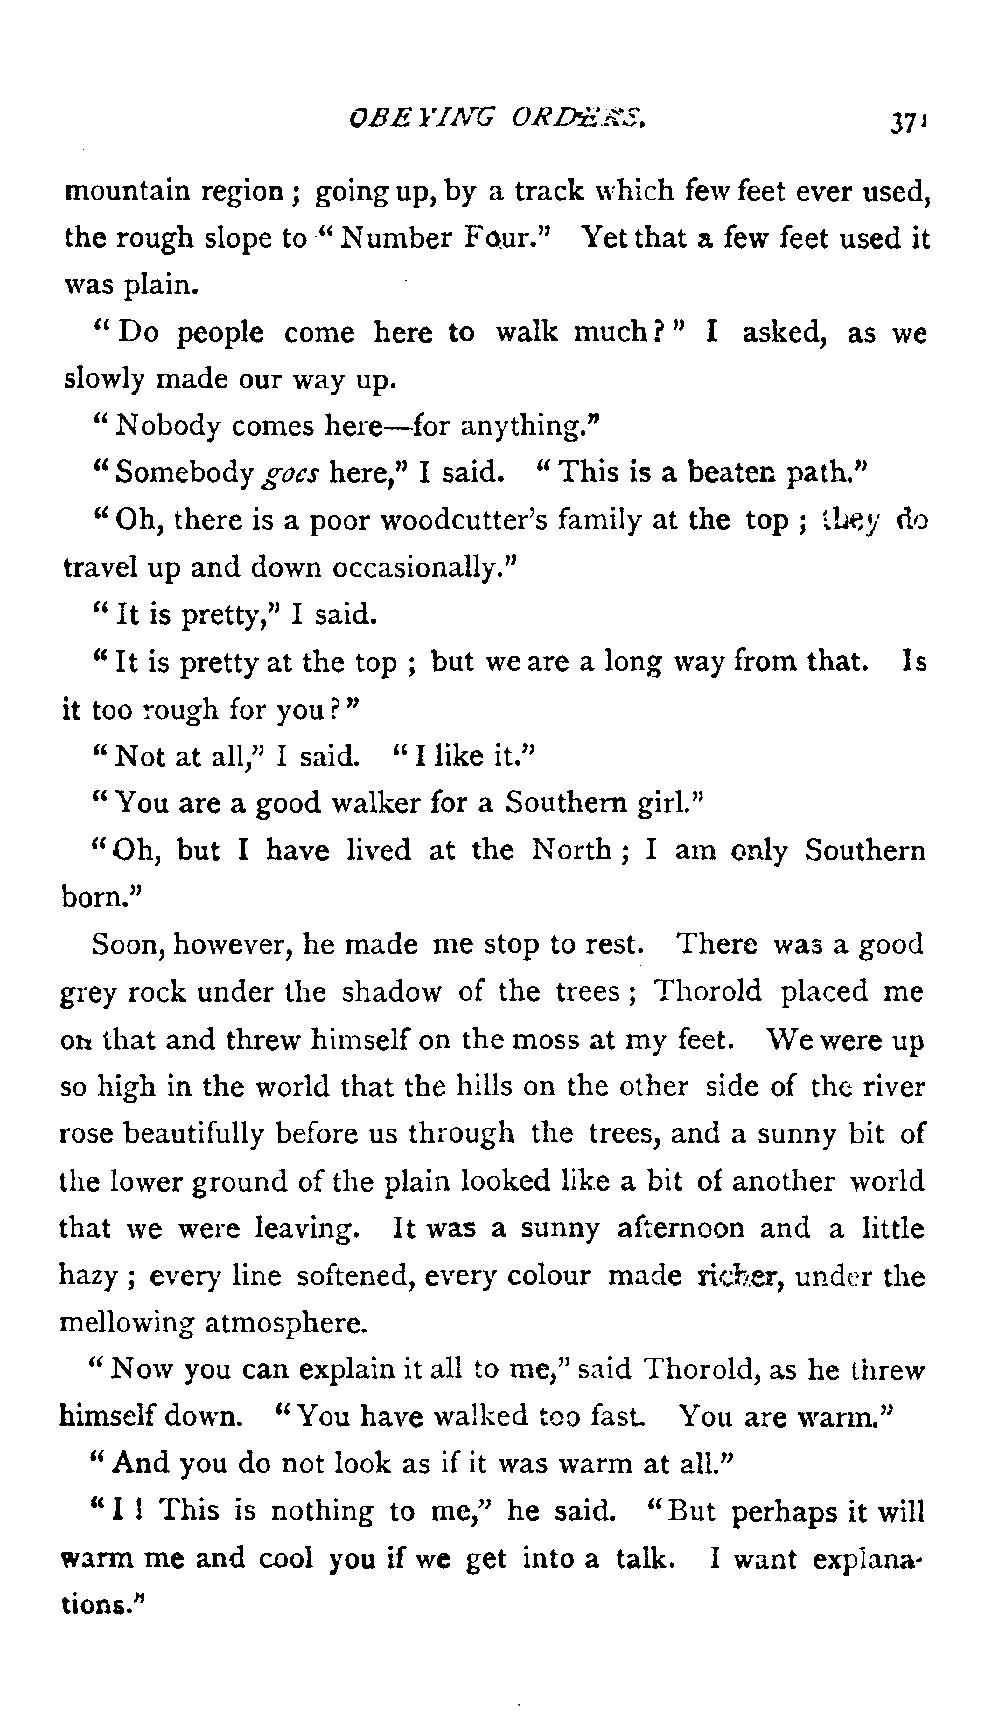 OBEYING ORDERS. 371
mountain region; going up, by a track which few feet ever used,
the rough slope to "Number Four." Yet that a few feet used it
was plain.
"Do people come here to walk much?" I asked, as we
slowly made our way up.
"Nobody comes here—for anything."
"Somebody goes here," I said. "This is a beaten path."
"Oh, there is a poor woodcutter's family at the top; they do
travel up and down occasionally."
"It is pretty," I said.
"It is pretty at the top; but we are a long way from that. Is
it too rough for you?"
"Not at all," I said. "I like it."
"You are a good walker for a Southern girl."
"Oh, but I have lived at the North; I am only Southern
born."
Soon, however, he made me stop to rest. There was a good
grey rock under the shadow of the trees; Thorold placed me
on that and threw himself on the moss at my feet. We were up
so high in the world that the hills on the other side of the river
rose beautifully before us through the trees, and a sunny bit of
the lower ground of the plain looked like a bit of another world
that we were leaving. It was a sunny afternoon and a little
hazy; every line softened, every colour made richer, under the
mellowing atmosphere.
"Now you can explain it all to me," said Thorold, as he threw
himself down. "You have walked too fast. You are warm."
"And you do not look as if it was warm at all."
"I! This is nothing to me," he said. "But perhaps it will
warm me and cool you if we get into a talk. I want explana-
tions."